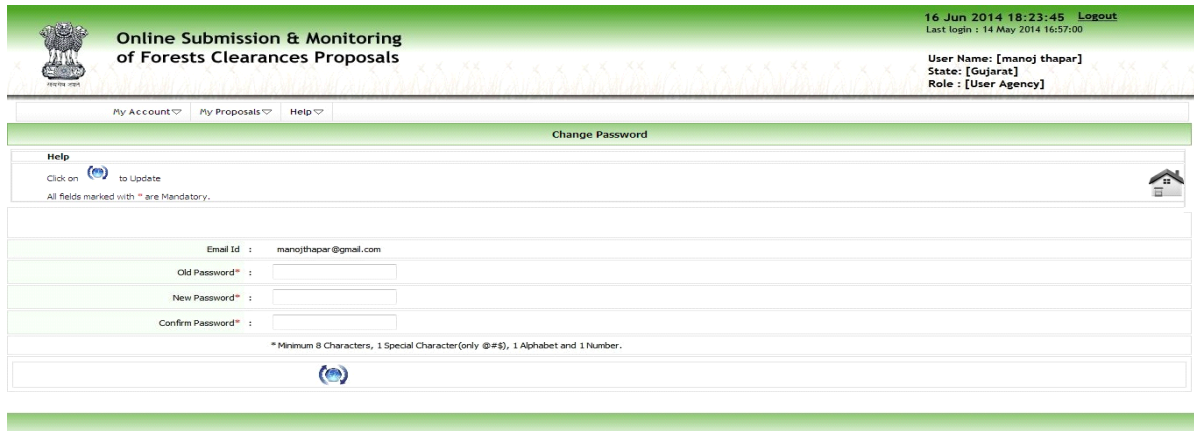 16 Jun 2014 18:23:45 Logout
Last login : 14 May 2014 16:57:00
Online Submission & Monitoring
of Forests Clearances Proposals
User Name: [manoj thapar]
State: [Gujarat]
Role : [User Agency]
सत्यमेव जयते
My Account My Proposals Help
Change Password
Help
Click on to Update
All fields marked with * are Mandatory.
Email Id : manojthapar@gmail.com
Old Password* :
New Password* :
Confirm Password* :
* Minimum 8 Characters, 1 Special Character(only @#$), 1 Alphabet and 1 Number.